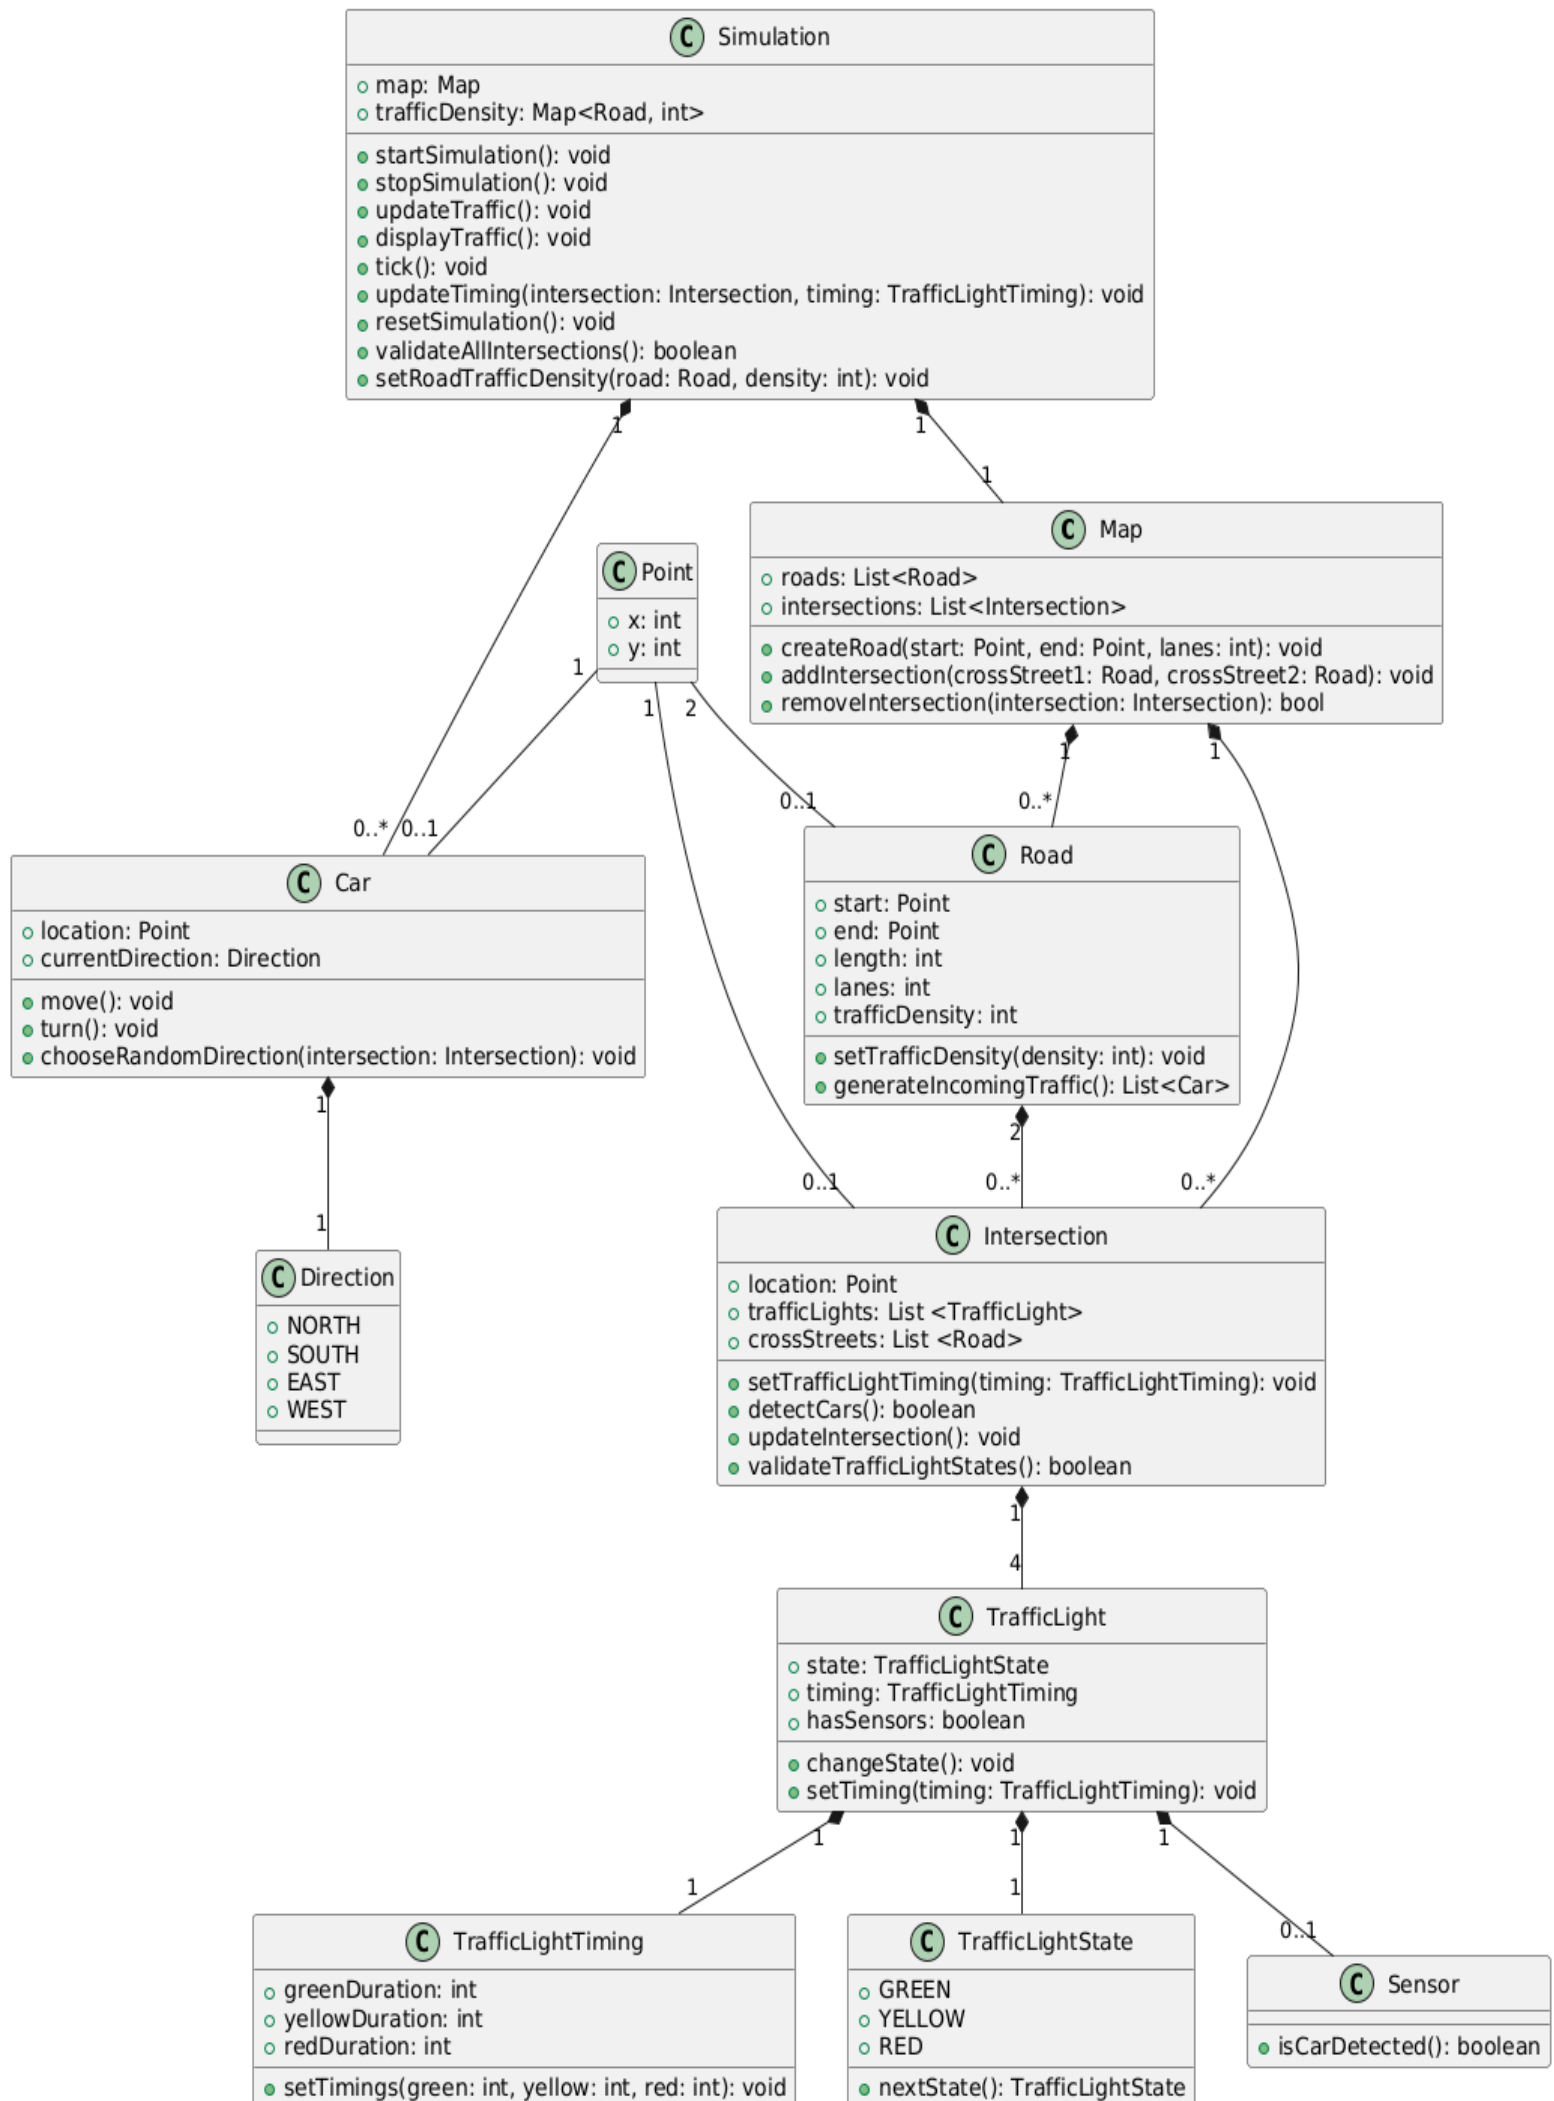 C Simulation
map: Map
trafficDensity: Map<Road, int>
startSimulation(): void
stopSimulation(): void
updateTraffic(): void
displayTraffic(): void
tick(): void
updateTiming(intersection: Intersection, timing: TrafficLightTiming): void
resetSimulation(): void
validateAllIntersections(): boolean
setRoadTrafficDensity(road: Road, density: int): void
1
1
1
C Map
roads: List<Road>
intersections: List<Intersection>
createRoad(start: Point, end: Point, lanes: int): void
addIntersection(crossStreet1: Road, crossStreet2: Road): void
removeIntersection(intersection: Intersection): bool
C Point
x: int
y: int
1
1
2
1
1
0..1
0..*
0..*
0..1
C Car
location: Point
currentDirection: Direction
move(): void
turn(): void
chooseRandomDirection(intersection: Intersection): void
C Road
start: Point
end: Point
length: int
lanes: int
trafficDensity: int
setTrafficDensity(density: int): void
generateIncomingTraffic(): List<Car>
1
2
0..1
0..*
0..*
1
C Direction
NORTH
SOUTH
EAST
WEST
C Intersection
location: Point
trafficLights: List <TrafficLight>
crossStreets: List <Road>
setTrafficLightTiming(timing: TrafficLightTiming): void
detectCars(): boolean
updateIntersection(): void
validateTrafficLightStates(): boolean
1
4
C TrafficLight
state: TrafficLightState
timing: TrafficLightTiming
hasSensors: boolean
changeState(): void
setTiming(timing: TrafficLightTiming): void
1
1
1
1
1
0..1
C TrafficLightTiming
greenDuration: int
yellowDuration: int
redDuration: int
setTimings(green: int, yellow: int, red: int): void
C TrafficLightState
GREEN
YELLOW
RED
nextState(): TrafficLightState
C Sensor
isCarDetected(): boolean